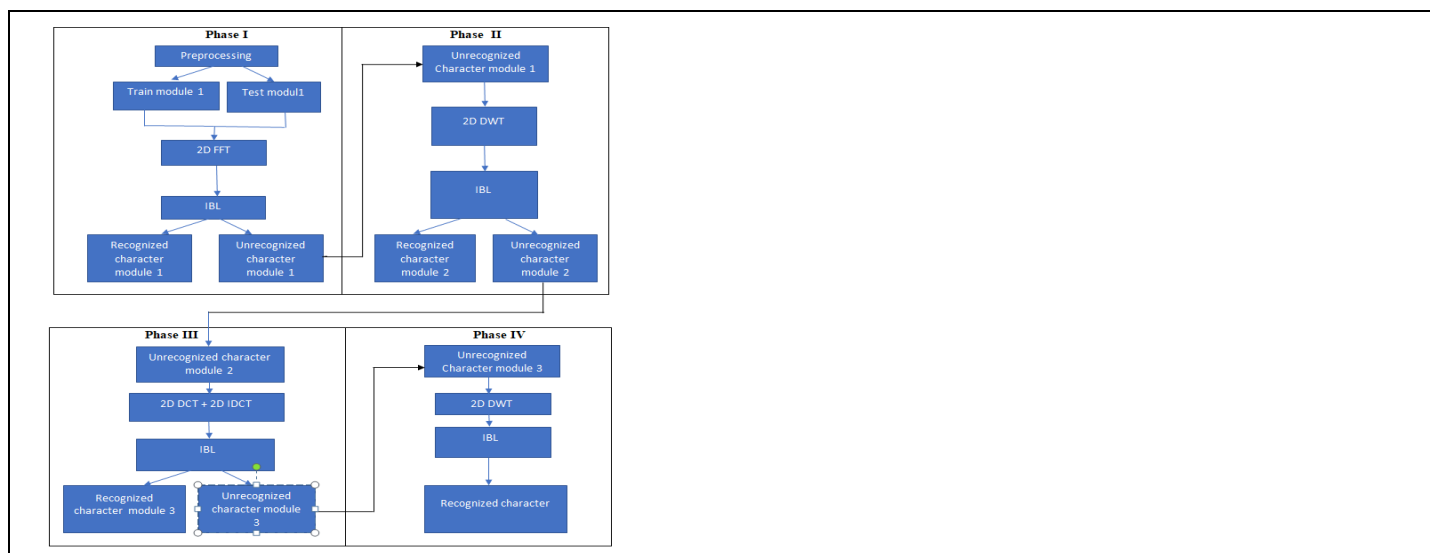 Phase I
Preprocessing
Train module 1
Test modul1
2D FFT
IBL
Recognized
character
module 1
Unrecognized
character
module 1
Phase II
Unrecognized
Character module 1
2D DWT
IBL
Recognized
character
module 2
Unrecognized
character
module 2
Phase III
Unrecognized character
module 2
2D DCT + 2D IDCT
IBL
Recognized
character module 3
Unrecognized
character module
3
Phase IV
Unrecognized
Character module 3
2D DWT
IBL
Recognized character